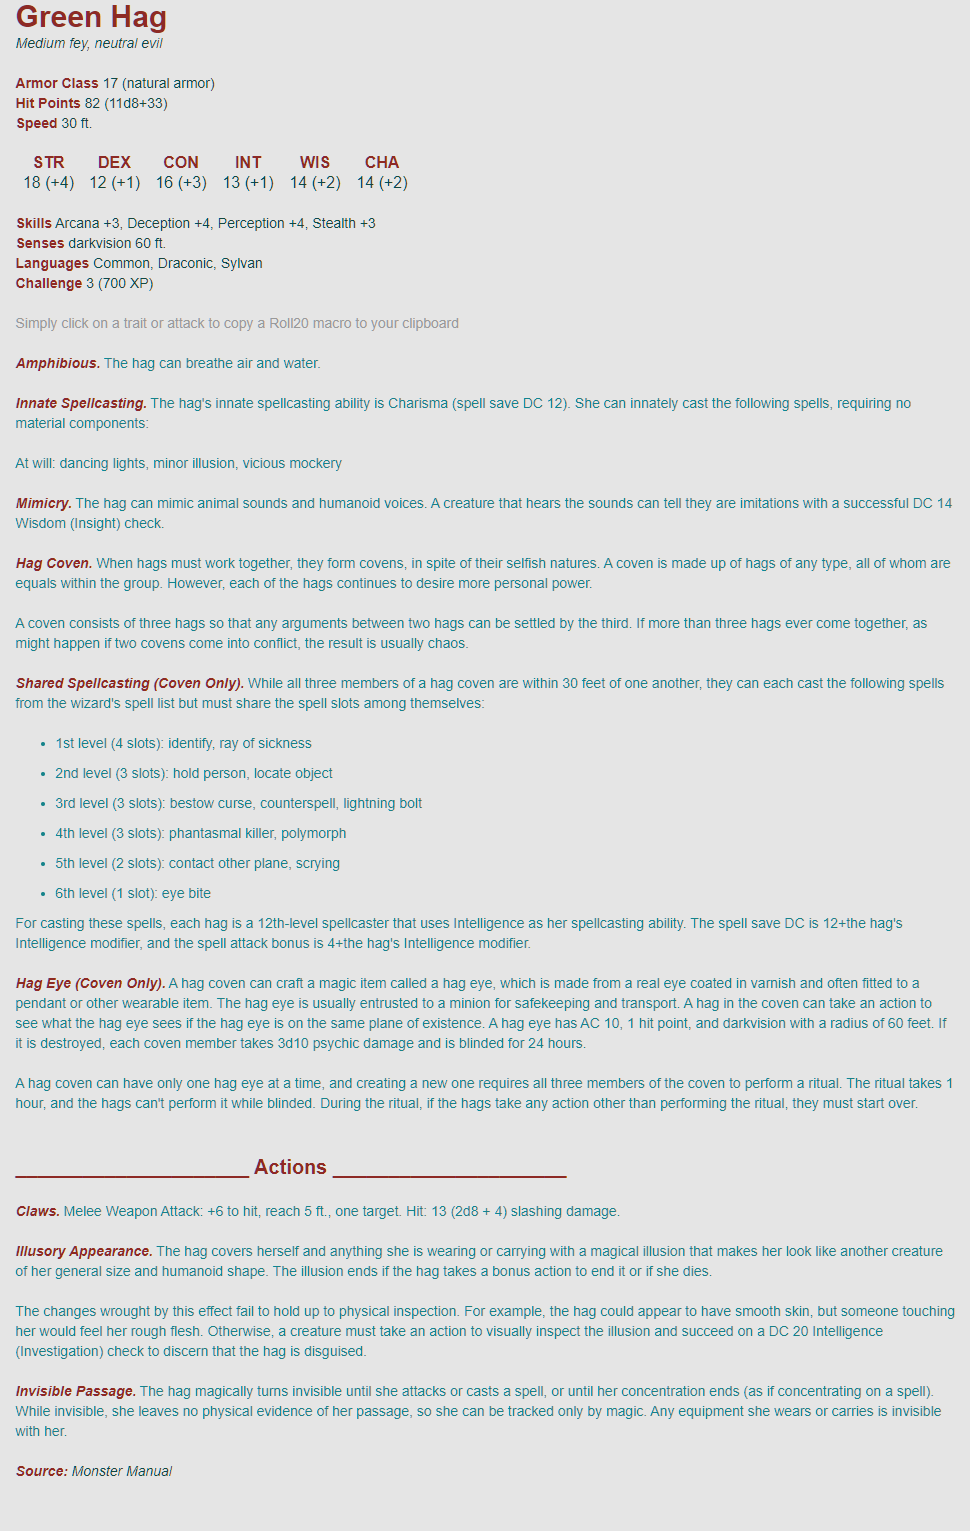 Green Hag
Medium fey, neutral evil
Armor Class 17 (natural armor)
Hit Points 82 (11d8+33)
Speed 30 ft.
STR DEX CON INT WIS CHA
18 (+4) 12 (+1) 16 (+3) 13 (+1) 14 (+2) 14 (+2)
Skills Arcana +3, Deception +4, Perception +4, Stealth +3
Senses darkvision 60 ft.
Languages Common, Draconic, Sylvan
Challenge 3 (700 XP)
Simply click on a trait or attack to copy a Roll20 macro to your clipboard
Amphibious. The hag can breathe air and water.
Innate Spellcasting. The hag's innate spellcasting ability is Charisma (spell save DC 12). She can innately cast the following spells, requiring no
material components:
At will: dancing lights, minor illusion, vicious mockery
Mimicry. The hag can mimic animal sounds and humanoid voices. A creature that hears the sounds can tell they are imitations with a successful DC 14
Wisdom (Insight) check.
Hag Coven. When hags must work together, they form covens, in spite of their selfish natures. A coven is made up of hags of any type, all of whom are
equals within the group. However, each of the hags continues to desire more personal power.
A coven consists of three hags so that any arguments between two hags can be settled by the third. If more than three hags ever come together, as
might happen if two covens come into conflict, the result is usually chaos.
Shared Spellcasting (Coven Only). While all three members of a hag coven are within 30 feet of one another, they can each cast the following spells
from the wizard's spell list but must share the spell slots among themselves:
• 1st level (4 slots): identify, ray of sickness
• 2nd level (3 slots): hold person, locate object
• 3rd level (3 slots): bestow curse, counterspell, lightning bolt
• 4th level (3 slots): phantasmal killer, polymorph
• 5th level (2 slots): contact other plane, scrying
• 6th level (1 slot): eye bite
For casting these spells, each hag is a 12th-level spellcaster that uses Intelligence as her spellcasting ability. The spell save DC is 12+the hag's
Intelligence modifier, and the spell attack bonus is 4+the hag's Intelligence modifier.
Hag Eye (Coven Only). A hag coven can craft a magic item called a hag eye, which is made from a real eye coated in varnish and often fitted to a
pendant or other wearable item. The hag eye is usually entrusted to a minion for safekeeping and transport. A hag in the coven can take an action to
see what the hag eye sees if the hag eye is on the same plane of existence. A hag eye has AC 10, 1 hit point, and darkvision with a radius of 60 feet. If
it is destroyed, each coven member takes 3d10 psychic damage and is blinded for 24 hours.
A hag coven can have only one hag eye at a time, and creating a new one requires all three members of the coven to perform a ritual. The ritual takes 1
hour, and the hags can't perform it while blinded. During the ritual, if the hags take any action other than performing the ritual, they must start over.
_____________________ Actions _____________________
Claws. Melee Weapon Attack: +6 to hit, reach 5 ft., one target. Hit: 13 (2d8 + 4) slashing damage.
Illusory Appearance. The hag covers herself and anything she is wearing or carrying with a magical illusion that makes her look like another creature
of her general size and humanoid shape. The illusion ends if the hag takes a bonus action to end it or if she dies.
The changes wrought by this effect fail to hold up to physical inspection. For example, the hag could appear to have smooth skin, but someone touching
her would feel her rough flesh. Otherwise, a creature must take an action to visually inspect the illusion and succeed on a DC 20 Intelligence
(Investigation) check to discern that the hag is disguised.
Invisible Passage. The hag magically turns invisible until she attacks or casts a spell, or until her concentration ends (as if concentrating on a spell).
While invisible, she leaves no physical evidence of her passage, so she can be tracked only by magic. Any equipment she wears or carries is invisible
with her.
Source: Monster Manual